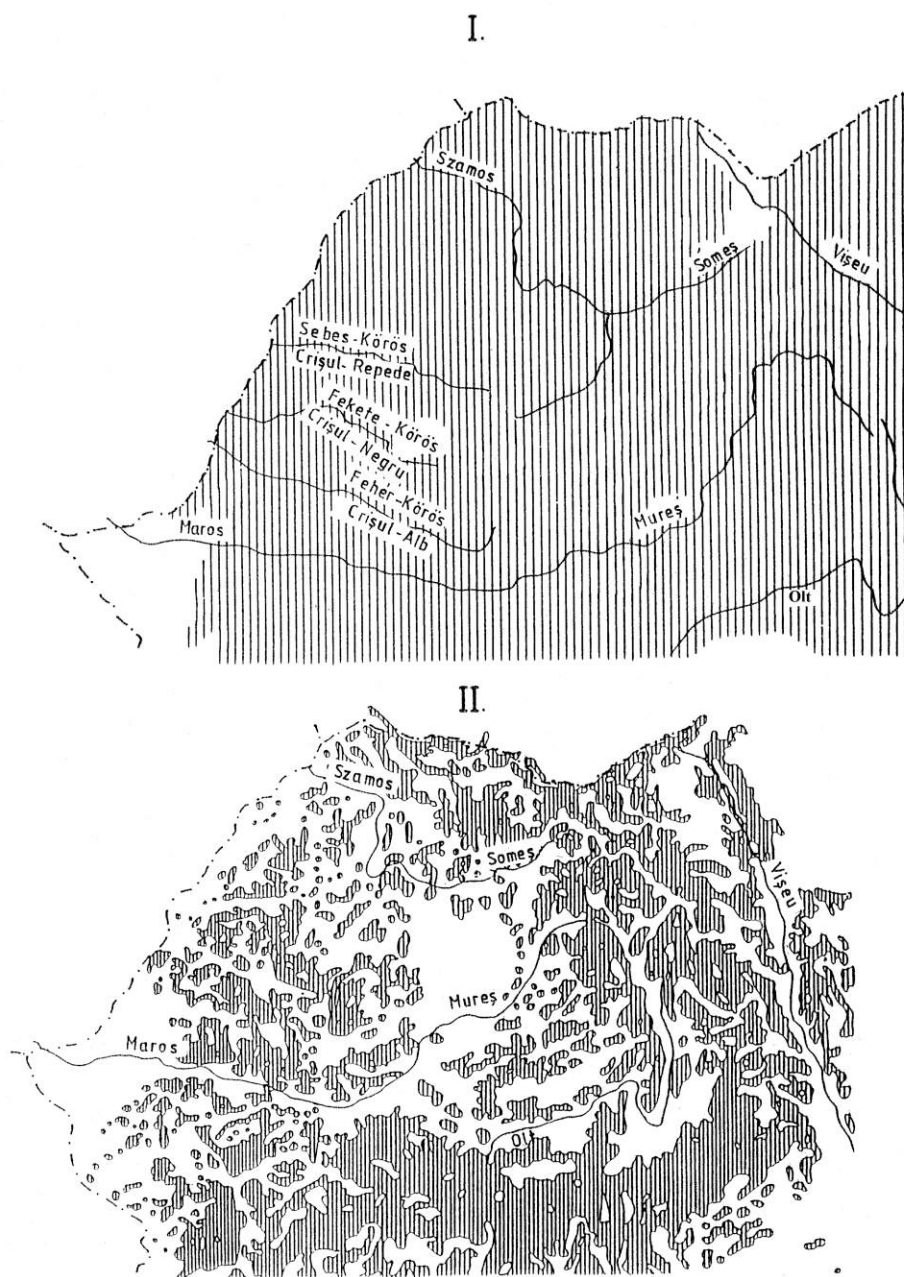 I.
Szamos
Someş
Vişeu
Sebes-Körös
Crişul-Repede
Fekete-Körös
Crişul-Negru
Fehér-Körös
Crişul-Alb
Maros
Mureş
Olt
II.
Szamos
Someş
Vişeu
Mureş
Maros
Olt